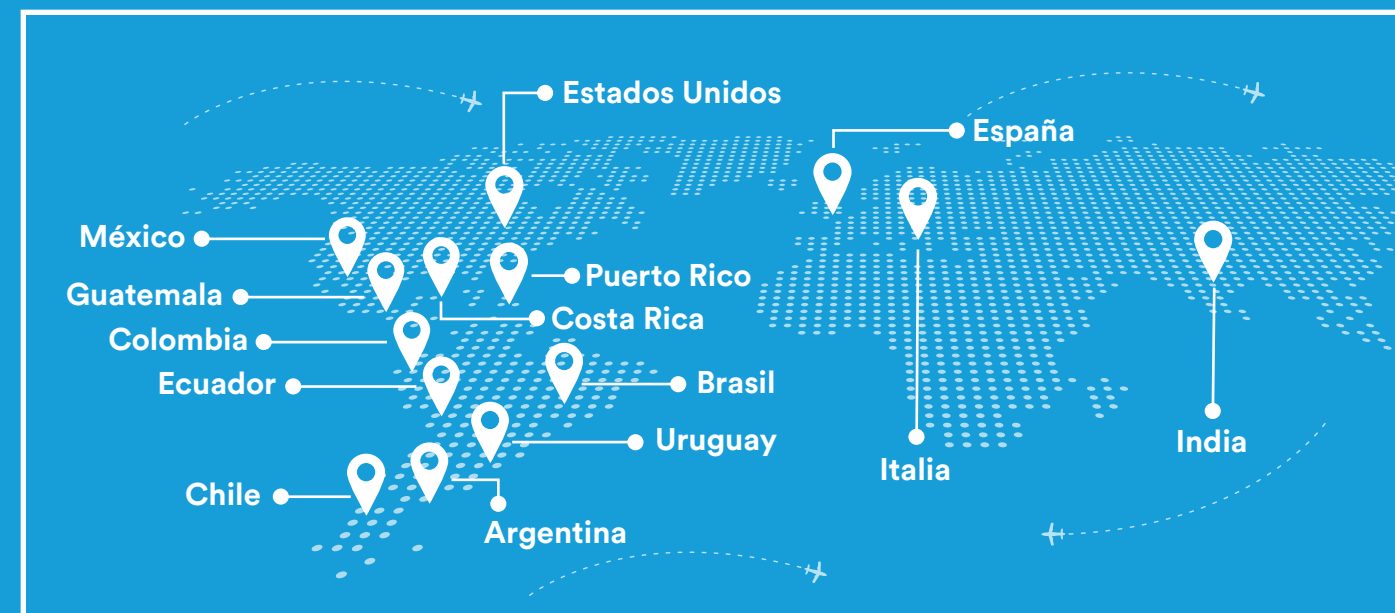 Estados Unidos
España
México
Puerto Rico
Guatemala
Costa Rica
Colombia
Ecuador
Brasil
Uruguay
India
Italia
Chile
Argentina